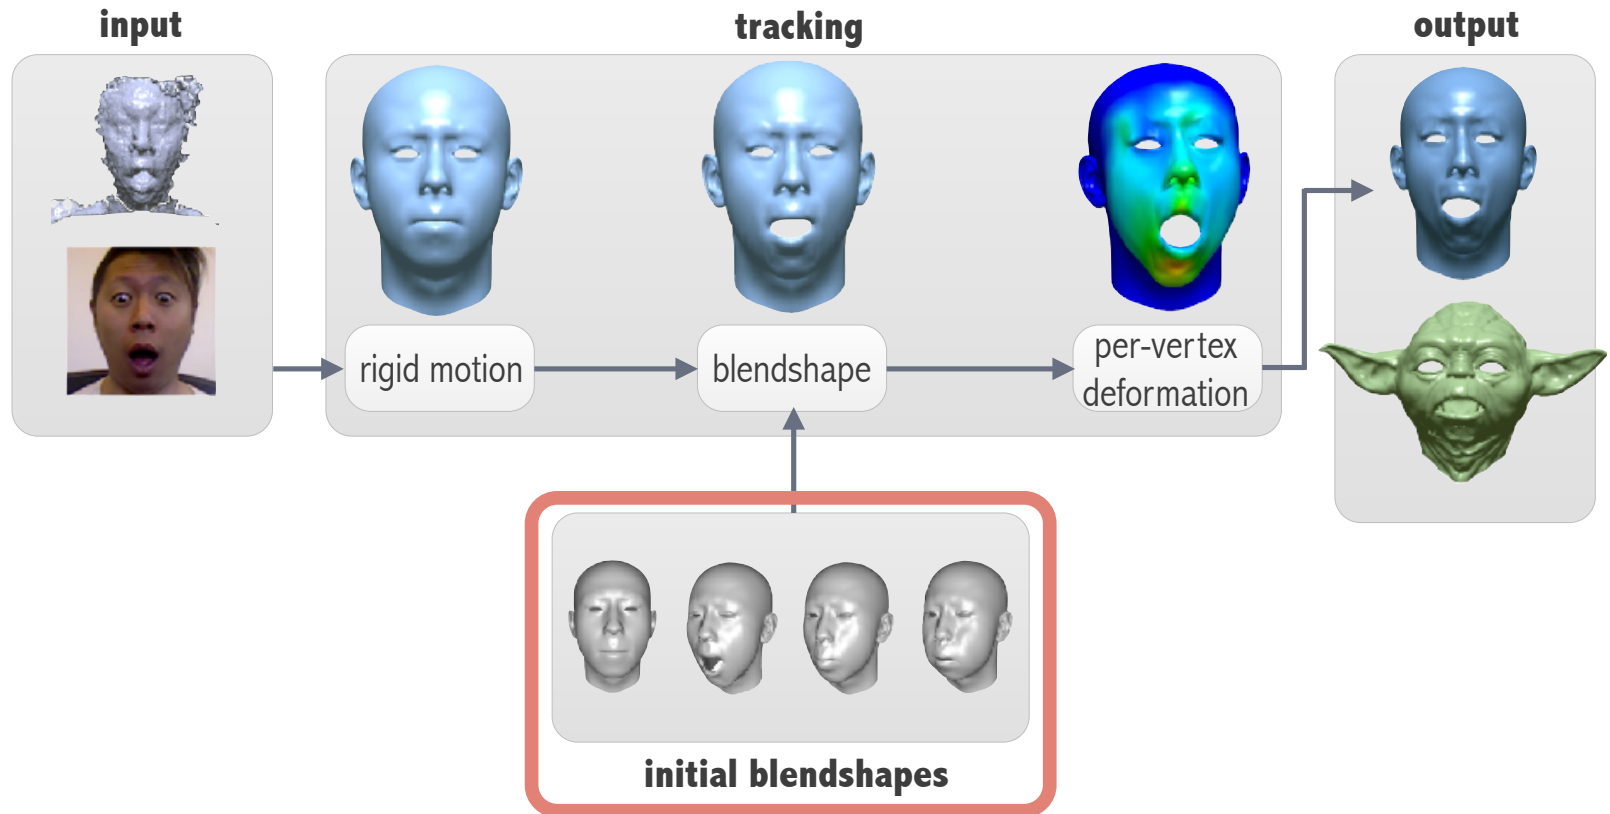 input
tracking
output
rigid motion
blendshape
per-vertex
deformation
initial blendshapes